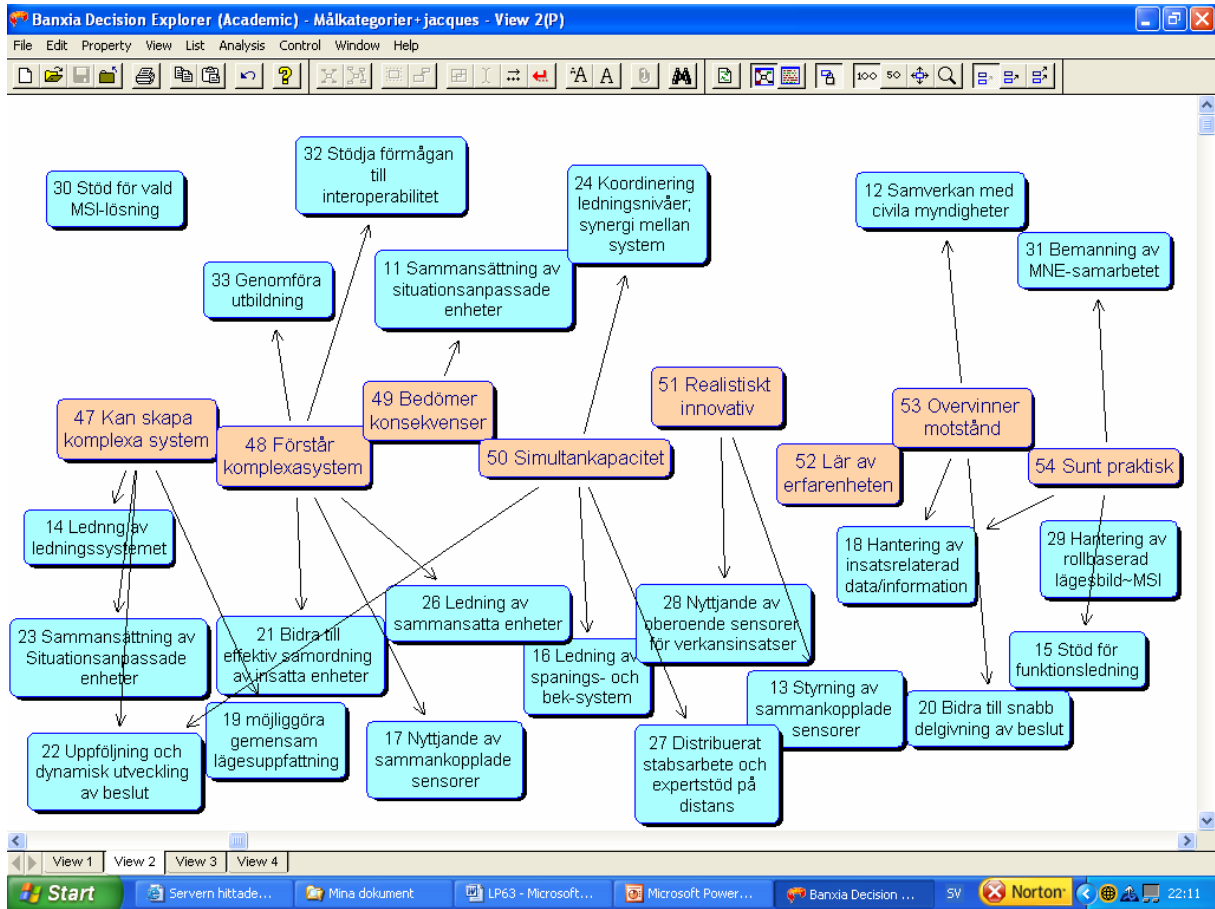 Banxia Decision Explorer (Academic) - Målkategorier+jacques - View 2(P)
File Edit Property View List Analysis Control Window Help
100 50
32 Stödja förmågan
till
interoperabilitet
30 Stöd för vald
MSI-lösning
24 Koordinering
ledningsnivåer;
synergi mellan
system
12 Samverkan med
civila myndigheter
31 Bemanning av
MNE-samarbetet
33 Genomföra
utbildning
11 Sammansättning av
situationsanpassade
enheter
47 Kan skapa
komplexa system
48 Förstår
komplexasystem
49 Bedömer
konsekvenser
50 Simultankapacitet
51 Realistiskt
innovativ
52 Lär av
erfarenheten
53 Overvinner
motstånd
54 Sunt praktisk
14 Lednng av
ledningssystemet
18 Hantering av
insatsrelaterad
data/information
29 Hantering av
rollbaserad
lägesbild~MSI
23 Sammansättning av
Situationsanpassade
enheter
21 Bidra till
effektiv samordning
av insatta enheter
26 Ledning av
sammansatta enheter
16 Ledning av
spanings- och
bek-system
28 Nyttjande av
oberoende sensorer
för verkansinsatser
15 Stöd för
funktionsledning
13 Styrning av
sammankopplade
sensorer
20 Bidra till snabb
delgivning av beslut
22 Uppföljning och
dynamisk utveckling
av beslut
19 möjliggöra
gemensam
lägesuppfattning
17 Nyttjande av
sammankopplade
sensorer
27 Distribuerat
stabsarbete och
expertstöd på
distans
View 1 View 2 View 3 View 4
Start Servern hittade... Mina dokument LP63 - Microsoft... Microsoft Power... Banxia Decision ... SV Norton 22:11